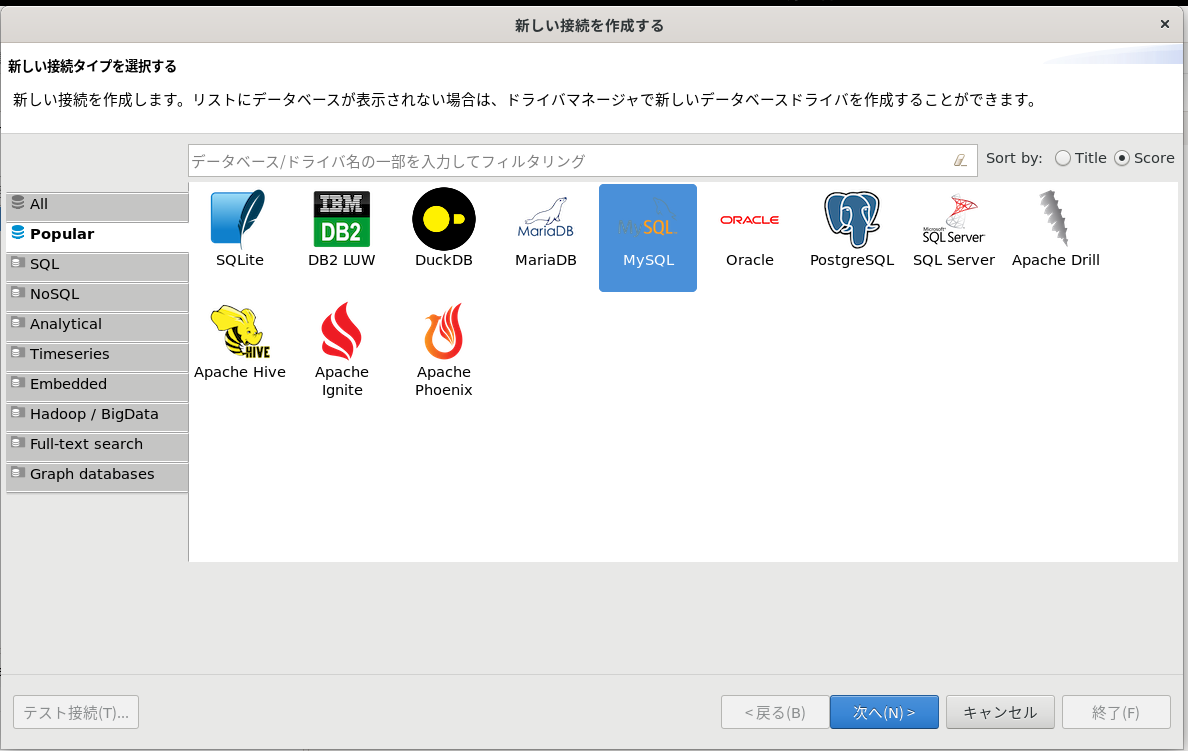 新しい接続を作成する
新しい接続タイプを選択する
新しい接続を作成します。リストにデータベースが表示されない場合は、ドライバマネージャで新しいデータベースドライバを作成することができます。
データベース/ドライバ名の一部を入力してフィルタリング
Sort by: Title Score
All
Popular
SQL
NoSQL
Analytical
Timeseries
Embedded
Hadoop / BigData
Full-text search
Graph databases
IBM
DB2
MariaDB
MySQL
ORACLE
Microsoft
SQL Server
SQLite
DB2 LUW
DuckDB
MariaDB
MySQL
Oracle
PostgreSQL
SQL Server
Apache Drill
HIVE
Apache Hive
Apache
Ignite
Apache
Phoenix
テスト接続(T)...
< 戻る(B)
次へ(N) >
キャンセル
終了(F)